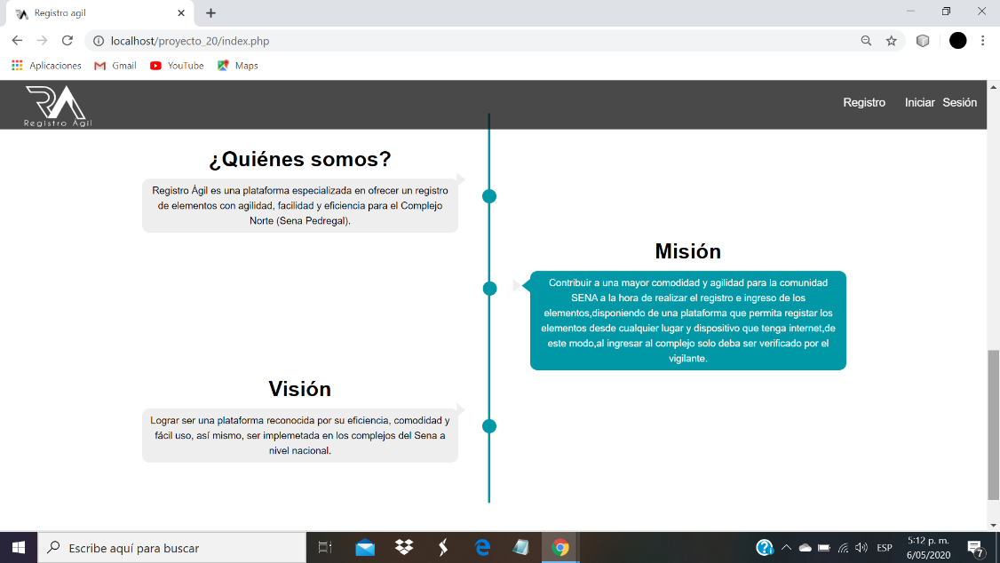 Registro agil
localhost/proyecto_20/index.php
Aplicaciones Gmail YouTube Maps
RA
Registro Agil
Registro Iniciar Sesión
¿Quiénes somos?
Registro Ágil es una plataforma especializada en ofrecer un registro
de elementos con agilidad, facilidad y eficiencia para el Complejo
Norte (Sena Pedregal).
Misión
Contribuir a una mayor comodidad y agilidad para la comunidad
SENA a la hora de realizar el registro e ingreso de los
elementos,disponiendo de una plataforma que permita registar los
elementos desde cualquier lugar y dispositivo que tenga internet,de
este modo,al ingresar al complejo solo deba ser verificado por el
vigilante.
Visión
Lograr ser una plataforma reconocida por su eficiencia, comodidad y
fácil uso, así mismo, ser implemetada en los complejos del Sena a
nivel nacional.
Escribe aquí para buscar
ESP
5:12 p. m.
6/05/2020
7